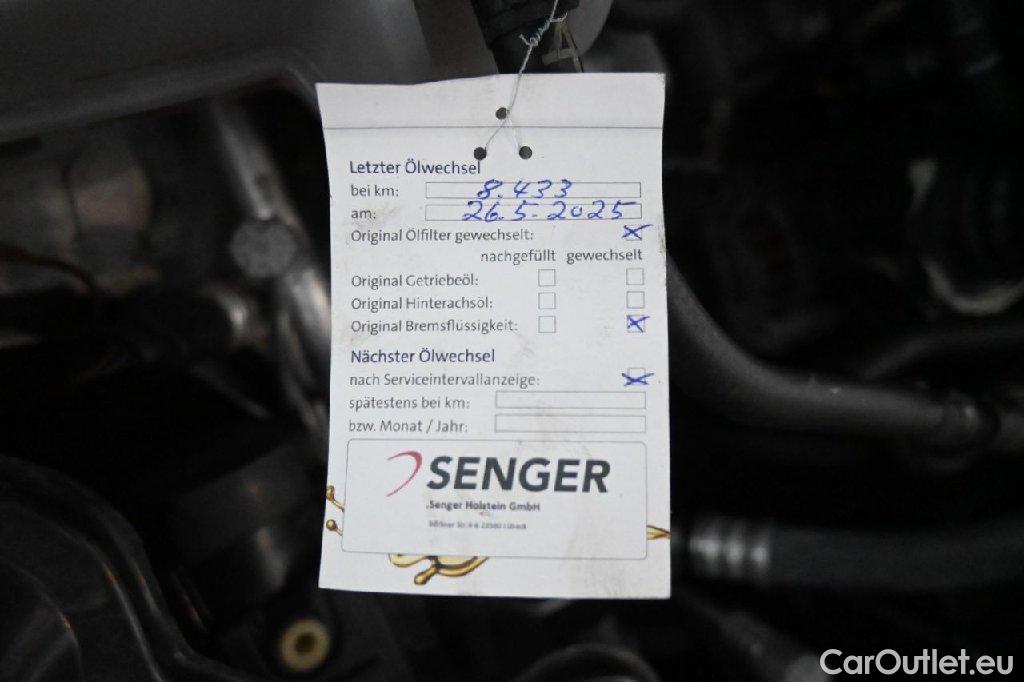 Letzter Ölwechsel
bei km: 8.433
am: 26.5.2025
Original Ölfilter gewechselt:
nachgefüllt gewechselt
Original Getriebeöl:
Original Hinterachsöl:
Original Bremsflüssigkeit:
Nächster Ölwechsel
nach Serviceintervallanzeige:
spätestens bei km:
bzw. Monat / Jahr:
SENGER
Senger Holstein GmbH
CarOutlet.eu